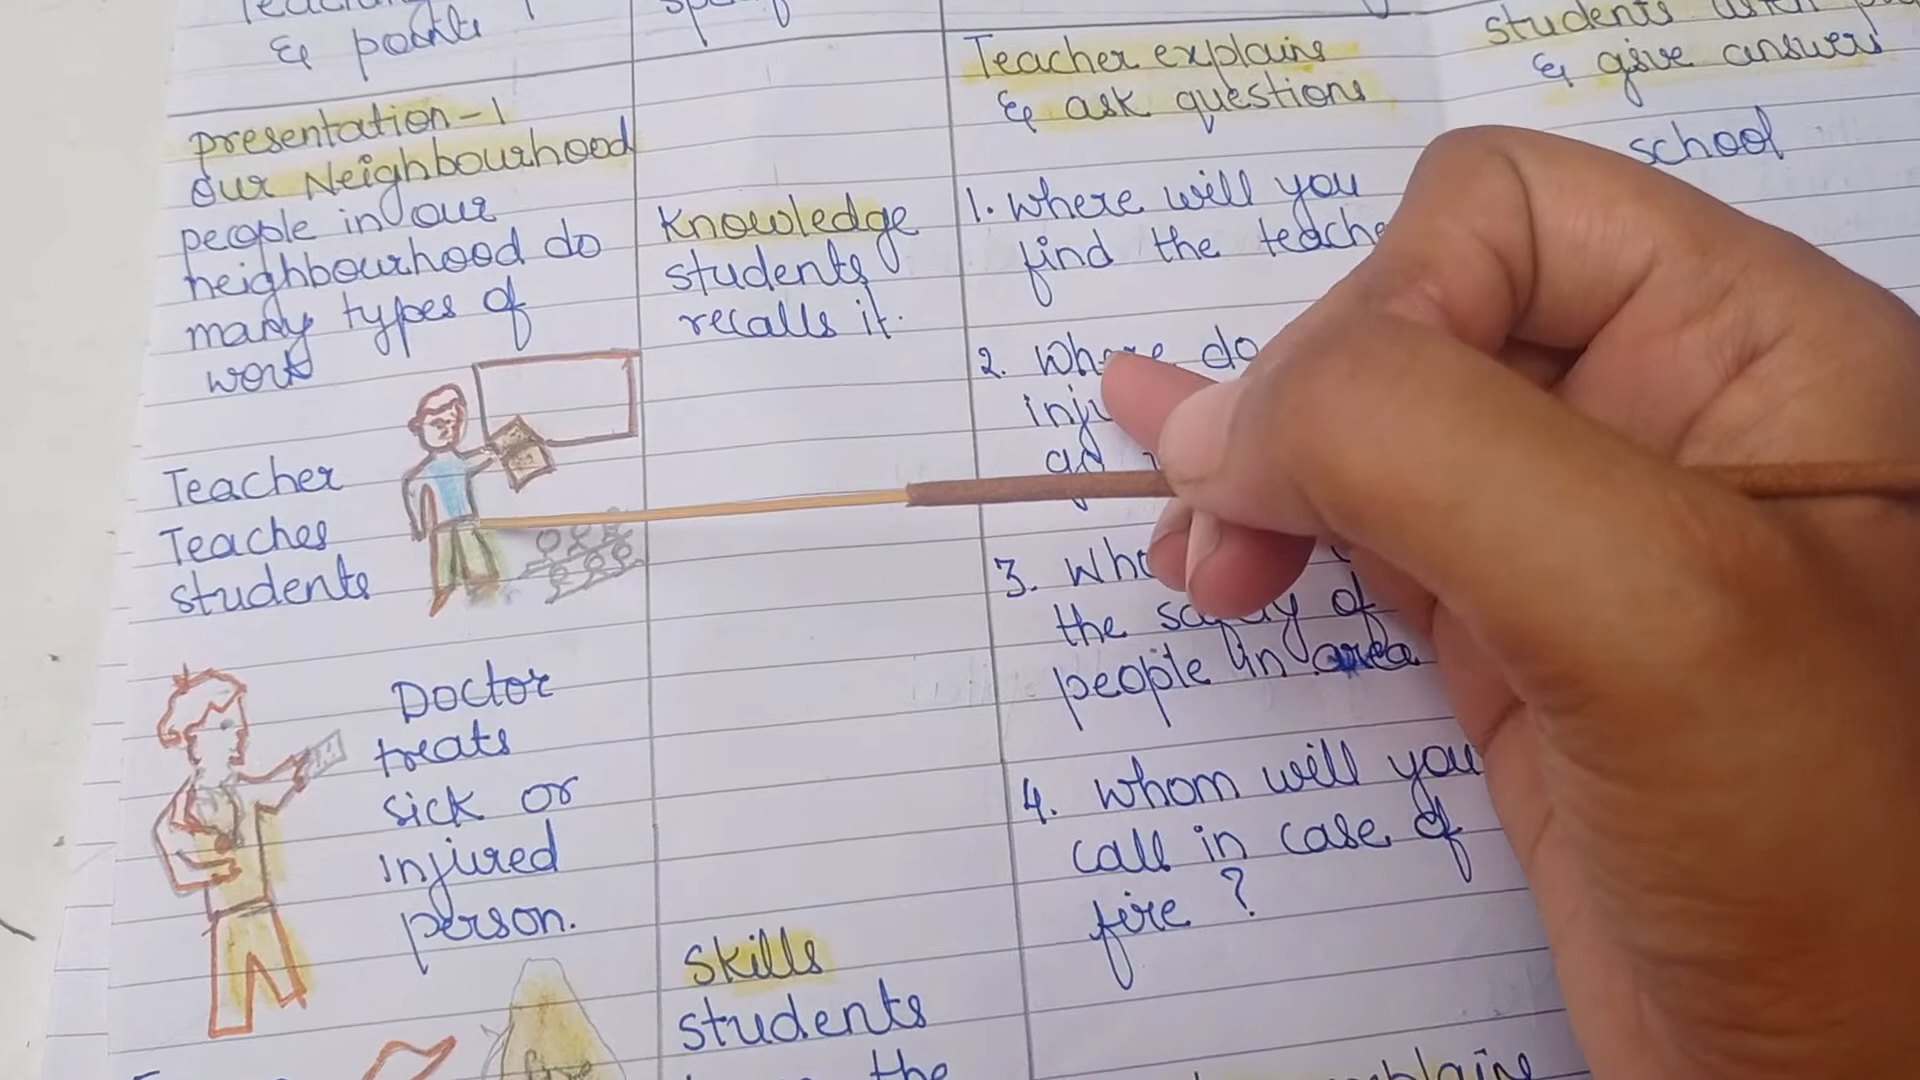 & points
Presentation-1
Our Neighbourhood
people in our
neighbourhood do
many types of
work
Teacher
Teaches
students
Doctor
treats
sick or
injured
person.
Knowledge
students
recalls it.
Skills
students
the
Teacher explains
& ask questions
1. Where will you
find the
2. Where do
3.
the of
people in area
4. Whom will you
call in case of
fire ?
students
& give answers
school